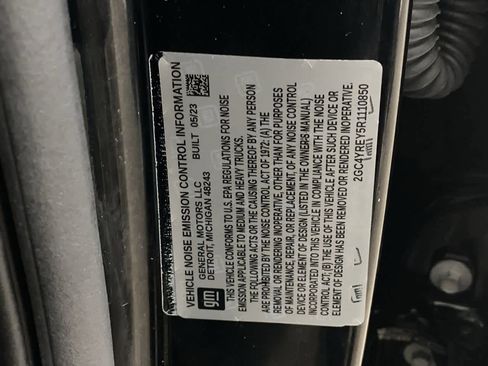 VEHICLE NOISE EMISSION CONTROL INFORMATION
GENERAL MOTORS LLC BUILT 05/23
DETROIT, MICHIGAN 48243
THIS VEHICLE CONFORMS TO U.S. EPA REGULATIONS FOR NOISE
EMISSION APPLICABLE TO MEDIUM AND HEAVY TRUCKS.
THE FOLLOWING ACTS OR THE CAUSING THEREOF BY ANY PERSON
ARE PROHIBITED BY THE NOISE CONTROL ACT OF 1972: (A) THE
REMOVAL OR RENDERING INOPERATIVE, OTHER THAN FOR PURPOSES
OF MAINTENANCE, REPAIR, OR REPLACEMENT, OF ANY NOISE CONTROL
DEVICE OR ELEMENT OF DESIGN (LISTED IN THE OWNERS MANUAL)
INCORPORATED INTO THIS VEHICLE IN COMPLIANCE WITH THE NOISE
CONTROL ACT; (B) THE USE OF THIS VEHICLE AFTER SUCH DEVICE OR
ELEMENT OF DESIGN HAS BEEN REMOVED OR RENDERED INOPERATIVE.
2GC4YREY5R1110850
gm